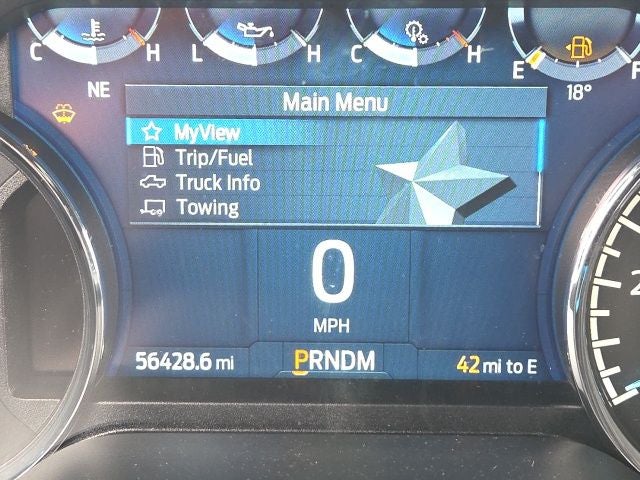 C H L H C H E F
NE 18°
Main Menu
MyView
Trip/Fuel
Truck Info
Towing
0
MPH
56428.6 mi PRNDM 42 mi to E
2